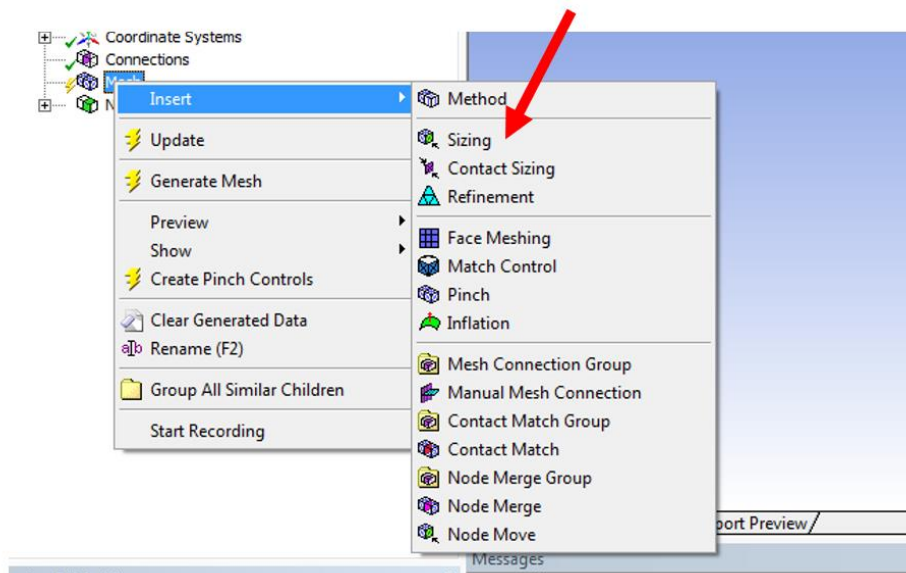 Coordinate Systems
Connections
Mesh
N
Insert
Update
Generate Mesh
Preview
Show
Create Pinch Controls
Clear Generated Data
Rename (F2)
Group All Similar Children
Start Recording
Method
Sizing
Contact Sizing
Refinement
Face Meshing
Match Control
Pinch
Inflation
Mesh Connection Group
Manual Mesh Connection
Contact Match Group
Contact Match
Node Merge Group
Node Merge
Node Move
port Preview
Messages